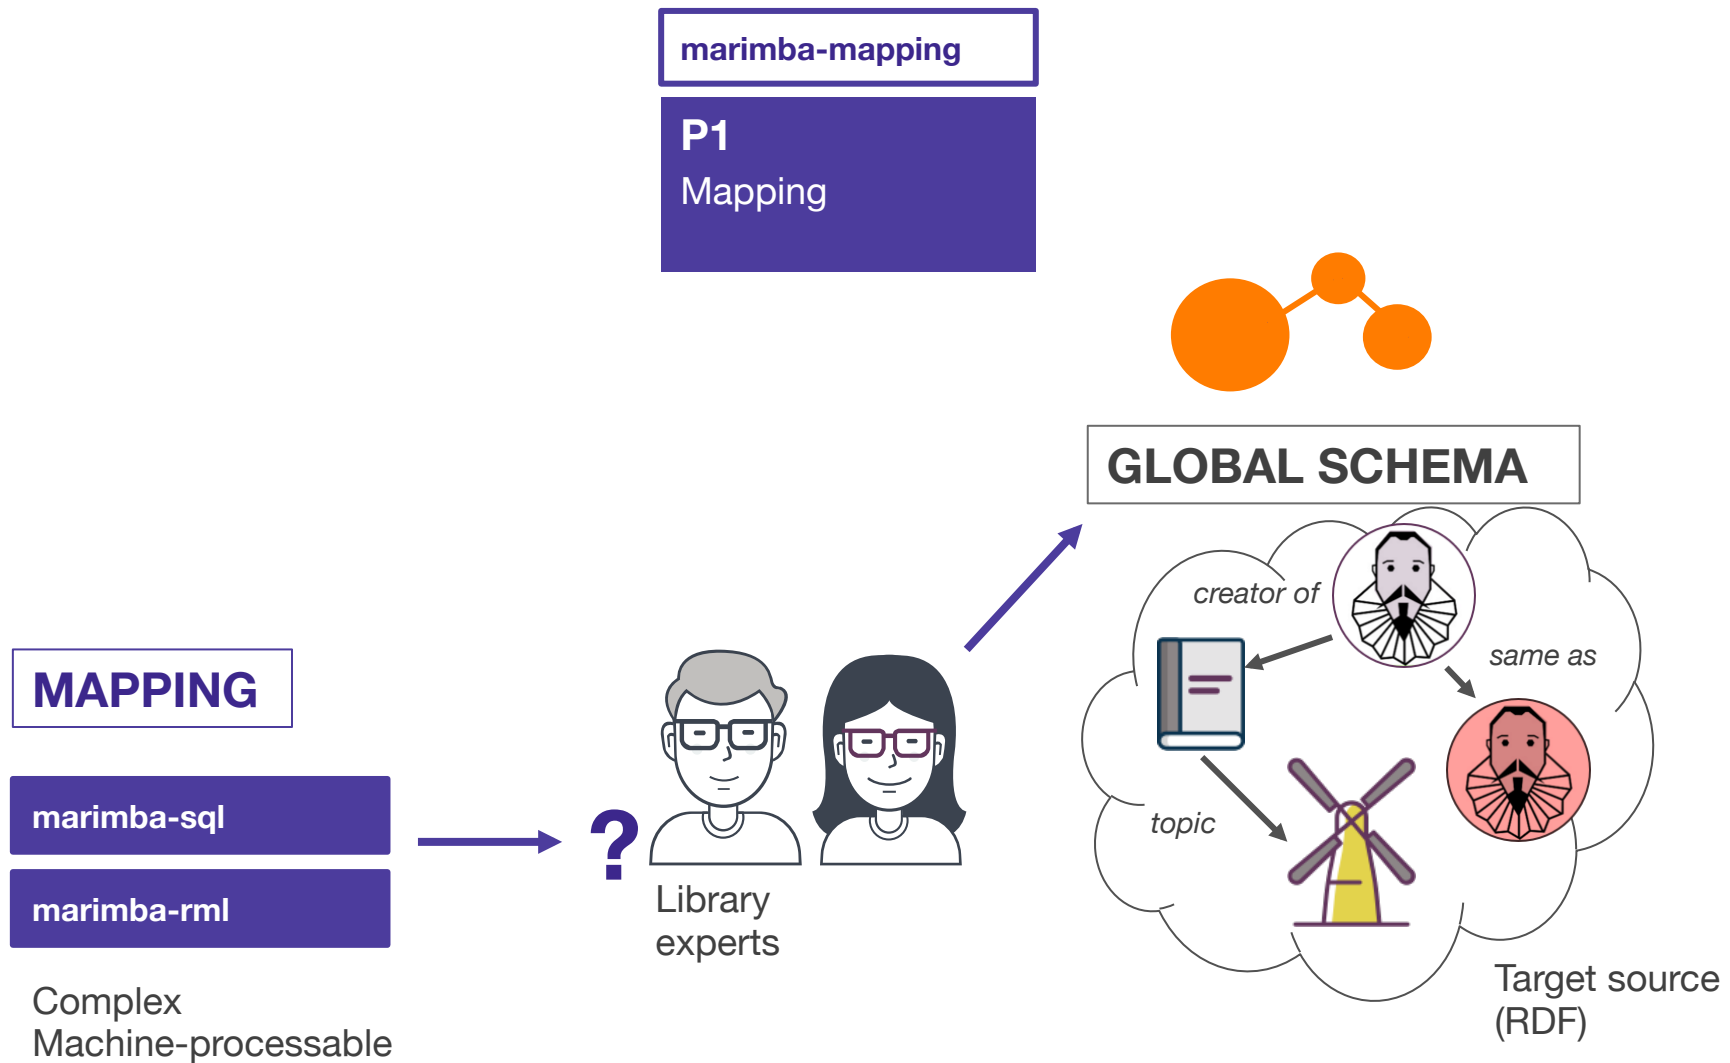 marimba-mapping
P1
Mapping
GLOBAL SCHEMA
creator of
same as
topic
MAPPING
marimba-sql
marimba-rml
Complex
Machine-processable
?
Library
experts
Target source
(RDF)